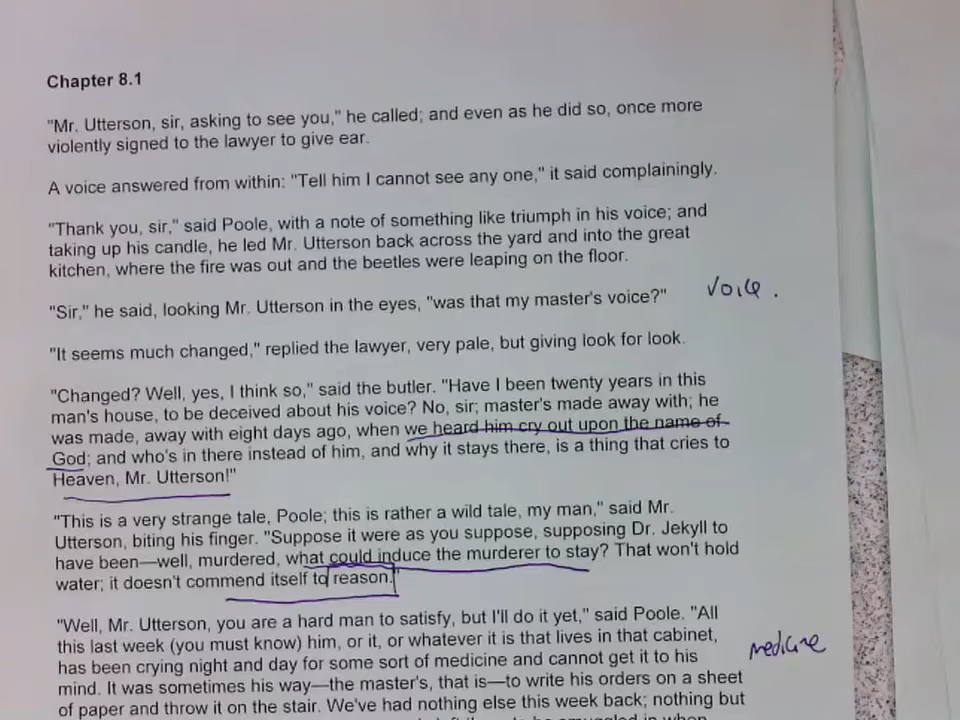 Chapter 8.1
"Mr. Utterson, sir, asking to see you," he called; and even as he did so, once more
violently signed to the lawyer to give ear.
A voice answered from within: "Tell him I cannot see any one," it said complainingly.
"Thank you, sir," said Poole, with a note of something like triumph in his voice; and
taking up his candle, he led Mr. Utterson back across the yard and into the great
kitchen, where the fire was out and the beetles were leaping on the floor.
"Sir," he said, looking Mr. Utterson in the eyes, "was that my master's voice?"
voice.
"It seems much changed," replied the lawyer, very pale, but giving look for look.
"Changed? Well, yes, I think so," said the butler. "Have I been twenty years in this
man's house, to be deceived about his voice? No, sir; master's made away with; he
was made, away with eight days ago, when we heard him cry out upon the name of
God; and who's in there instead of him, and why it stays there, is a thing that cries to
Heaven, Mr. Utterson!"
"This is a very strange tale, Poole; this is rather a wild tale, my man," said Mr.
Utterson, biting his finger. "Suppose it were as you suppose, supposing Dr. Jekyll to
have been—well, murdered, what could induce the murderer to stay? That won't hold
water; it doesn't commend itself to reason."
"Well, Mr. Utterson, you are a hard man to satisfy, but I'll do it yet," said Poole. "All
this last week (you must know) him, or it, or whatever it is that lives in that cabinet,
medicine
has been crying night and day for some sort of medicine and cannot get it to his
mind. It was sometimes his way—the master's, that is—to write his orders on a sheet
of paper and throw it on the stair. We've had nothing else this week back; nothing but